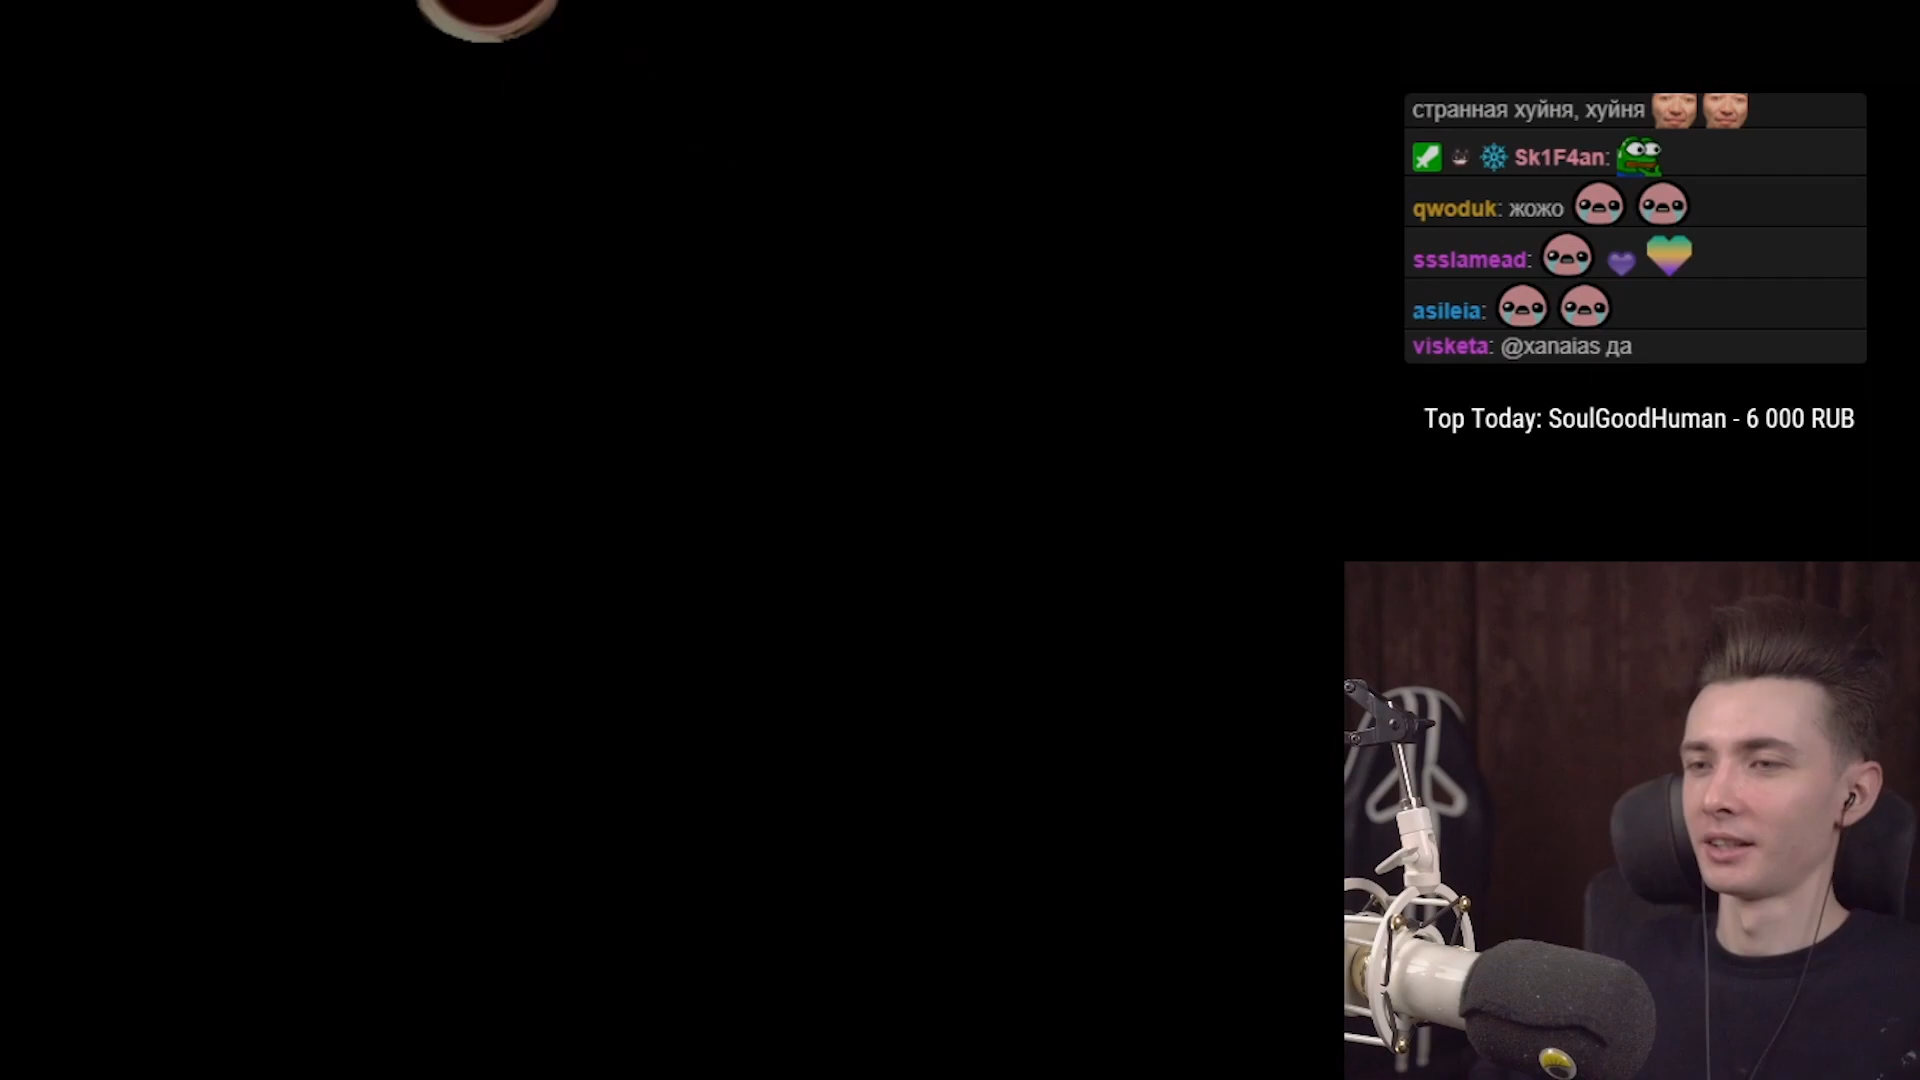 странная хуйня, хуйня
Sk1F4an:
qwoduk: жожо
ssslamead:
asileia:
visketa: @xanaias да
Top Today: SoulGoodHuman - 6 000 RUB